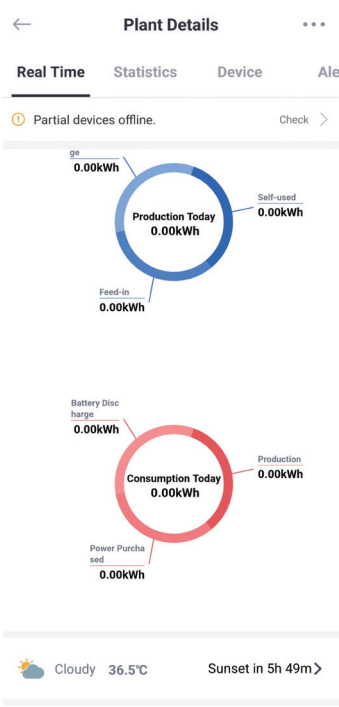 Plant Details
Real Time Statistics Device Ale
Partial devices offline. Check
ge
0.00kWh
Production Today
0.00kWh
Self-used
0.00kWh
Feed-in
0.00kWh
Battery Disc
harge
0.00kWh
Consumption Today
0.00kWh
Production
0.00kWh
Power Purcha
sed
0.00kWh
Cloudy 36.5℃ Sunset in 5h 49m